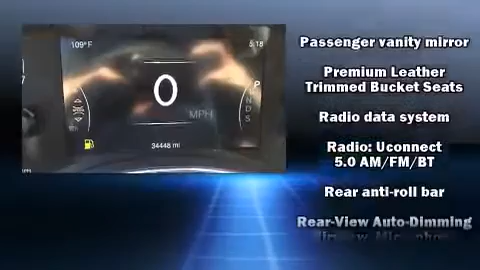 109°F
5:18
0
MPH
P
N
D
S
34448 mi
Passenger vanity mirror
Premium Leather
Trimmed Bucket Seats
Radio data system
Radio: Uconnect
5.0 AM/FM/BT
Rear anti-roll bar
Rear-View Auto-Dimming